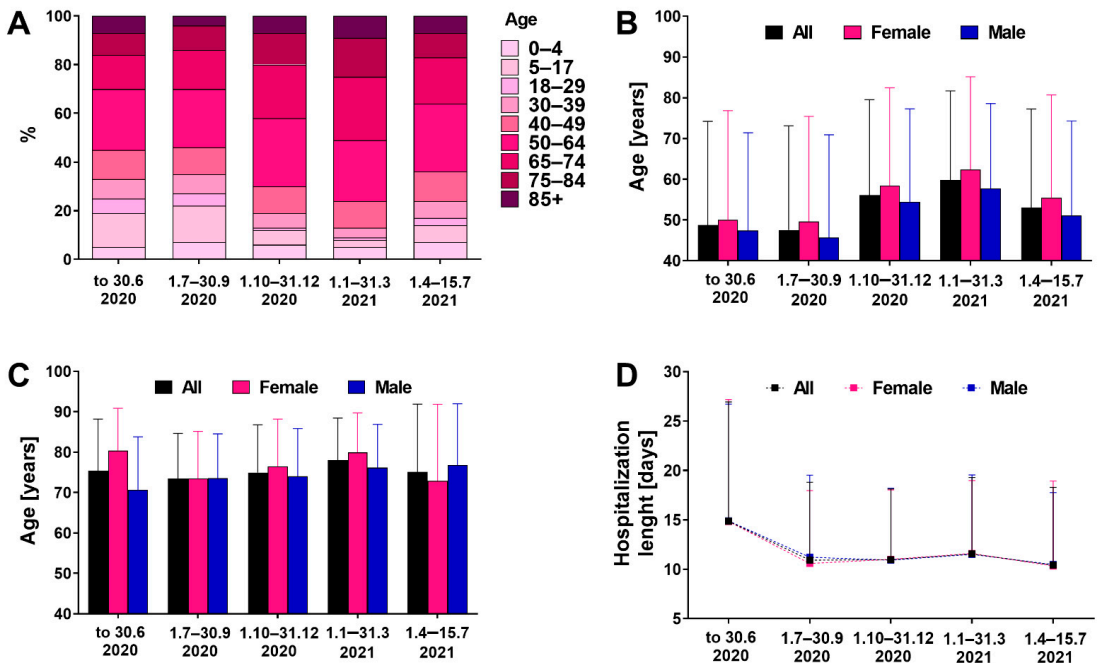 A
Age
0–4
5–17
18–29
30–39
40–49
50–64
65–74
75–84
85+
100
80
60
40
20
0
%
to 30.6 1.7–30.9 1.10–31.12 1.1–31.3 1.4–15.7
2020 2020 2020 2021 2021
B
All Female Male
100
90
80
70
60
50
40
Age [years]
to 30.6 1.7–30.9 1.10–31.12 1.1–31.3 1.4–15.7
2020 2020 2020 2021 2021
C
All Female Male
100
90
80
70
60
50
40
Age [years]
to 30.6 1.7–30.9 1.10–31.12 1.1–31.3 1.4–15.7
2020 2020 2020 2021 2021
D
All Female Male
30
25
20
15
10
5
Hospitalization
lenght [days]
to 30.6 1.7–30.9 1.10–31.12 1.1–31.3 1.4–15.7
2020 2020 2020 2021 2021